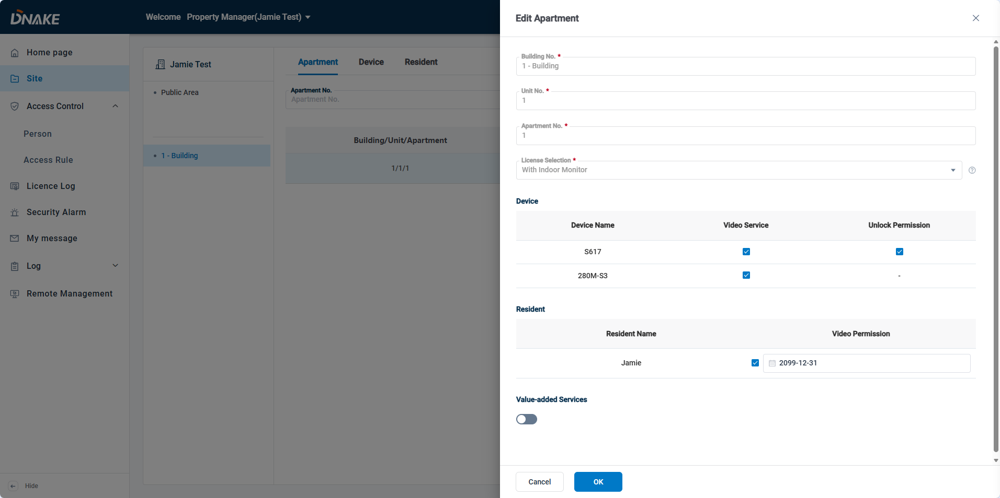 DNAKE
Welcome Property Manager(Jamie Test)
Home page
Site
Access Control
Person
Access Rule
Licence Log
Security Alarm
My message
Log
Remote Management
Hide
Jamie Test
Public Area
1 - Building
Apartment Device Resident
Apartment No.
Apartment No.
Building/Unit/Apartment
1/1/1
Edit Apartment
Building No. *
1 - Building
Unit No. *
1
Apartment No. *
1
License Selection *
With Indoor Monitor
Device
Device Name Video Service Unlock Permission
S617
280M-S3 -
Resident
Resident Name Video Permission
Jamie 2099-12-31
Value-added Services
Cancel OK